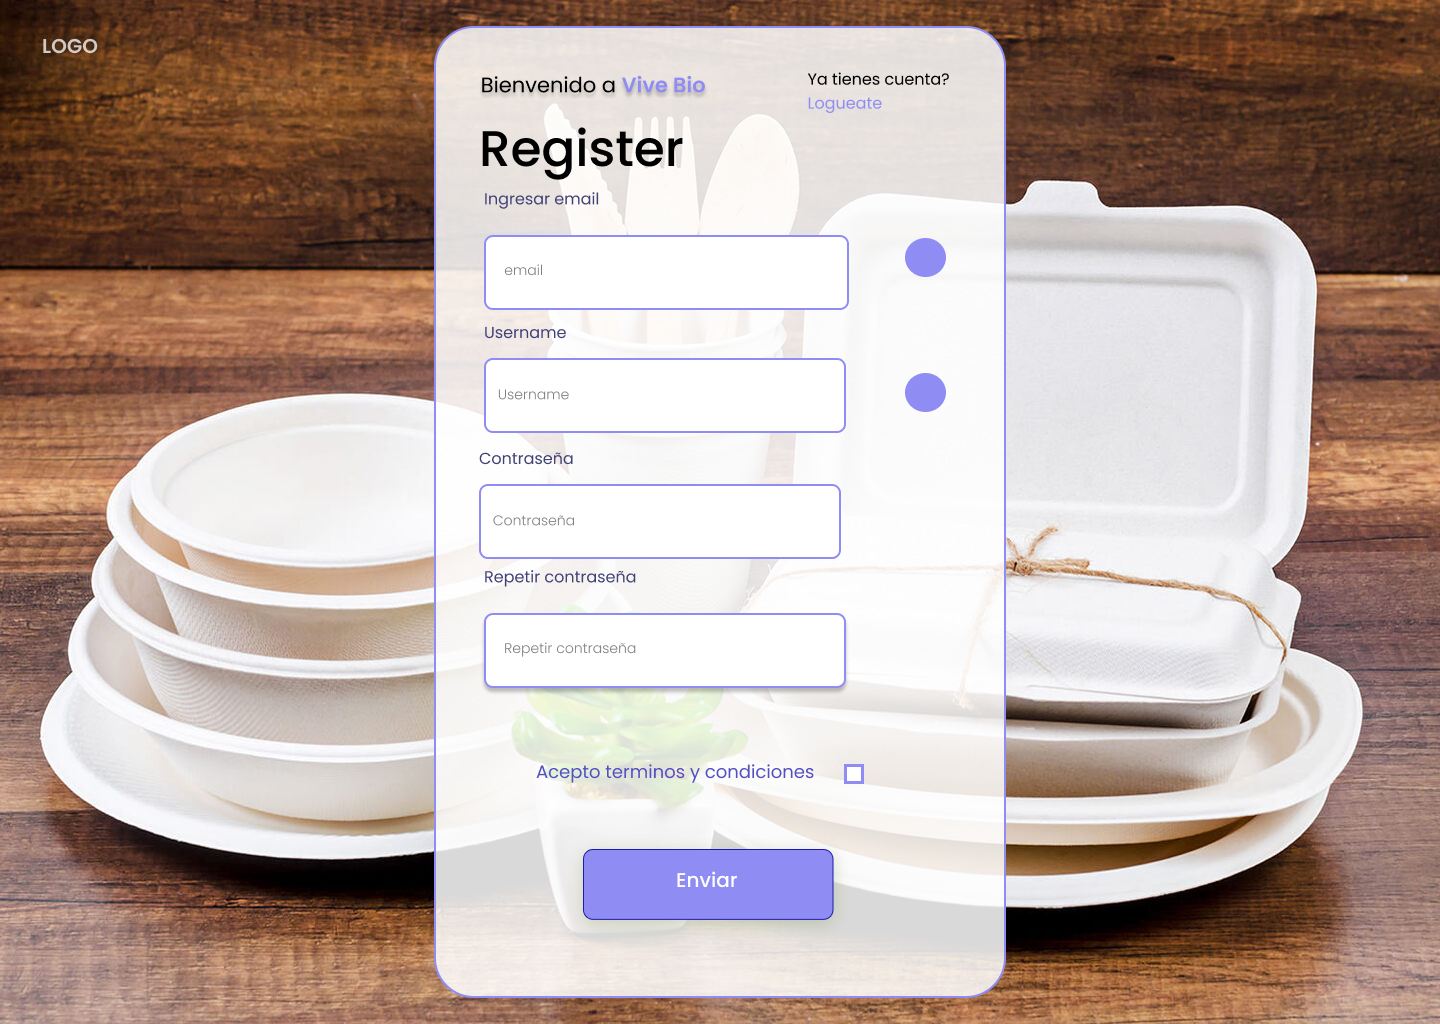 LOGO
Bienvenido a Vive Bio
Ya tienes cuenta?
Logueate
Register
Ingresar email
email
Username
Username
Contraseña
Contraseña
Repetir contraseña
Repetir contraseña
Acepto terminos y condiciones
Enviar